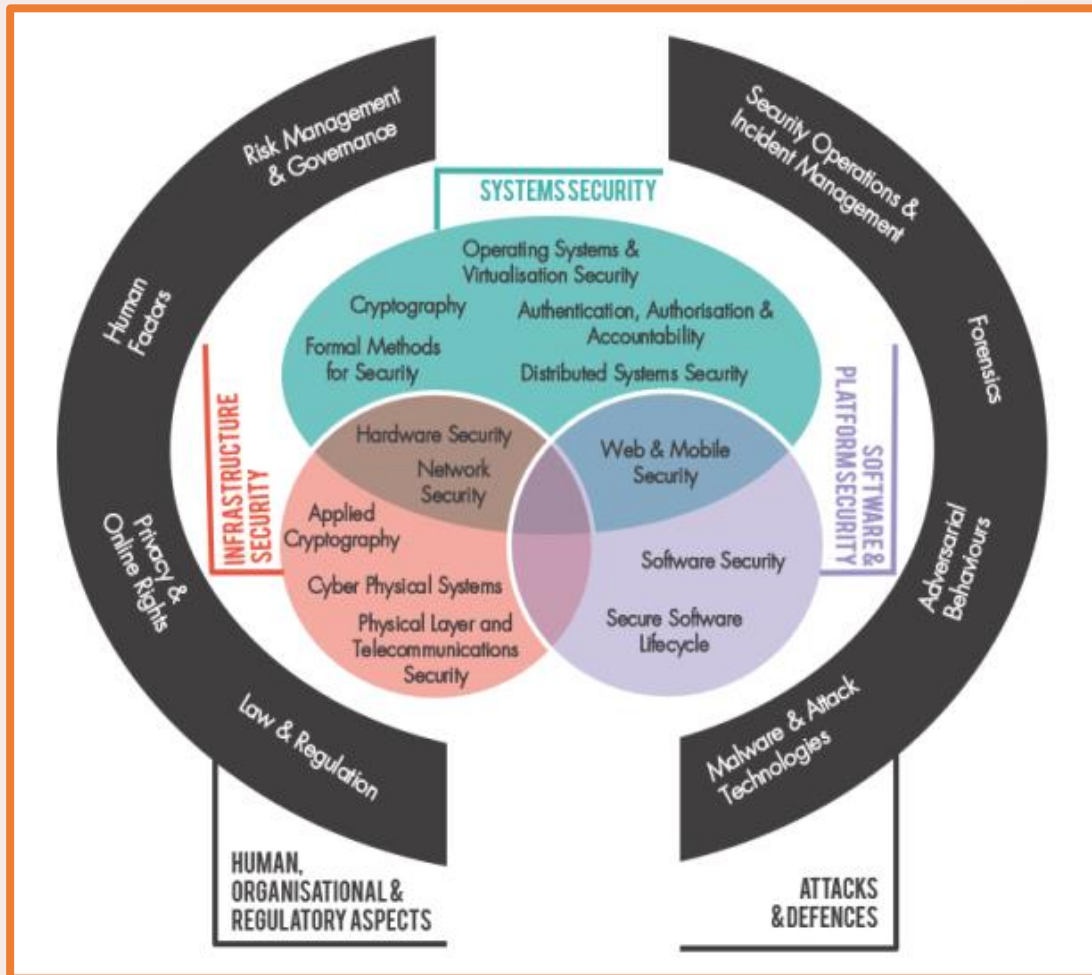 Risk Management
& Governance
Human
Factors
Privacy &
Online Rights
Law & Regulation
HUMAN,
ORGANISATIONAL &
REGULATORY ASPECTS
SYSTEMS SECURITY
Operating Systems &
Virtualisation Security
Cryptography
Authentication, Authorisation &
Accountability
Formal Methods
for Security
Distributed Systems Security
INFRASTRUCTURE
SECURITY
Hardware Security
Network
Security
Applied
Cryptography
Cyber Physical Systems
Physical Layer and
Telecommunications
Security
Web & Mobile
Security
SOFTWARE &
PLATFORM SECURITY
Software Security
Secure Software
Lifecycle
Security Operations &
Incident Management
Forensics
Adversarial
Behaviours
Malware & Attack
Technologies
ATTACKS
& DEFENCES